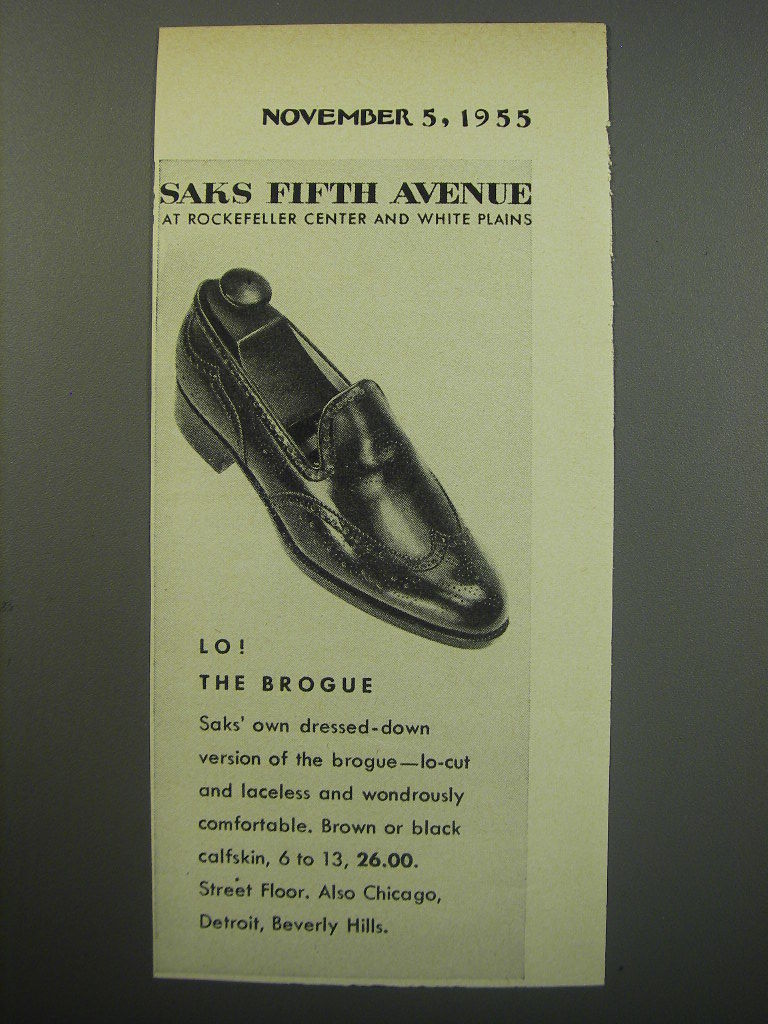 NOVEMBER 5, 1955
SAKS FIFTH AVENUE
AT ROCKEFELLER CENTER AND WHITE PLAINS
LO!
THE BROGUE
Saks' own dressed-down
version of the brogue—lo-cut
and laceless and wondrously
comfortable. Brown or black
calfskin, 6 to 13, 26.00.
Street Floor. Also Chicago,
Detroit, Beverly Hills.